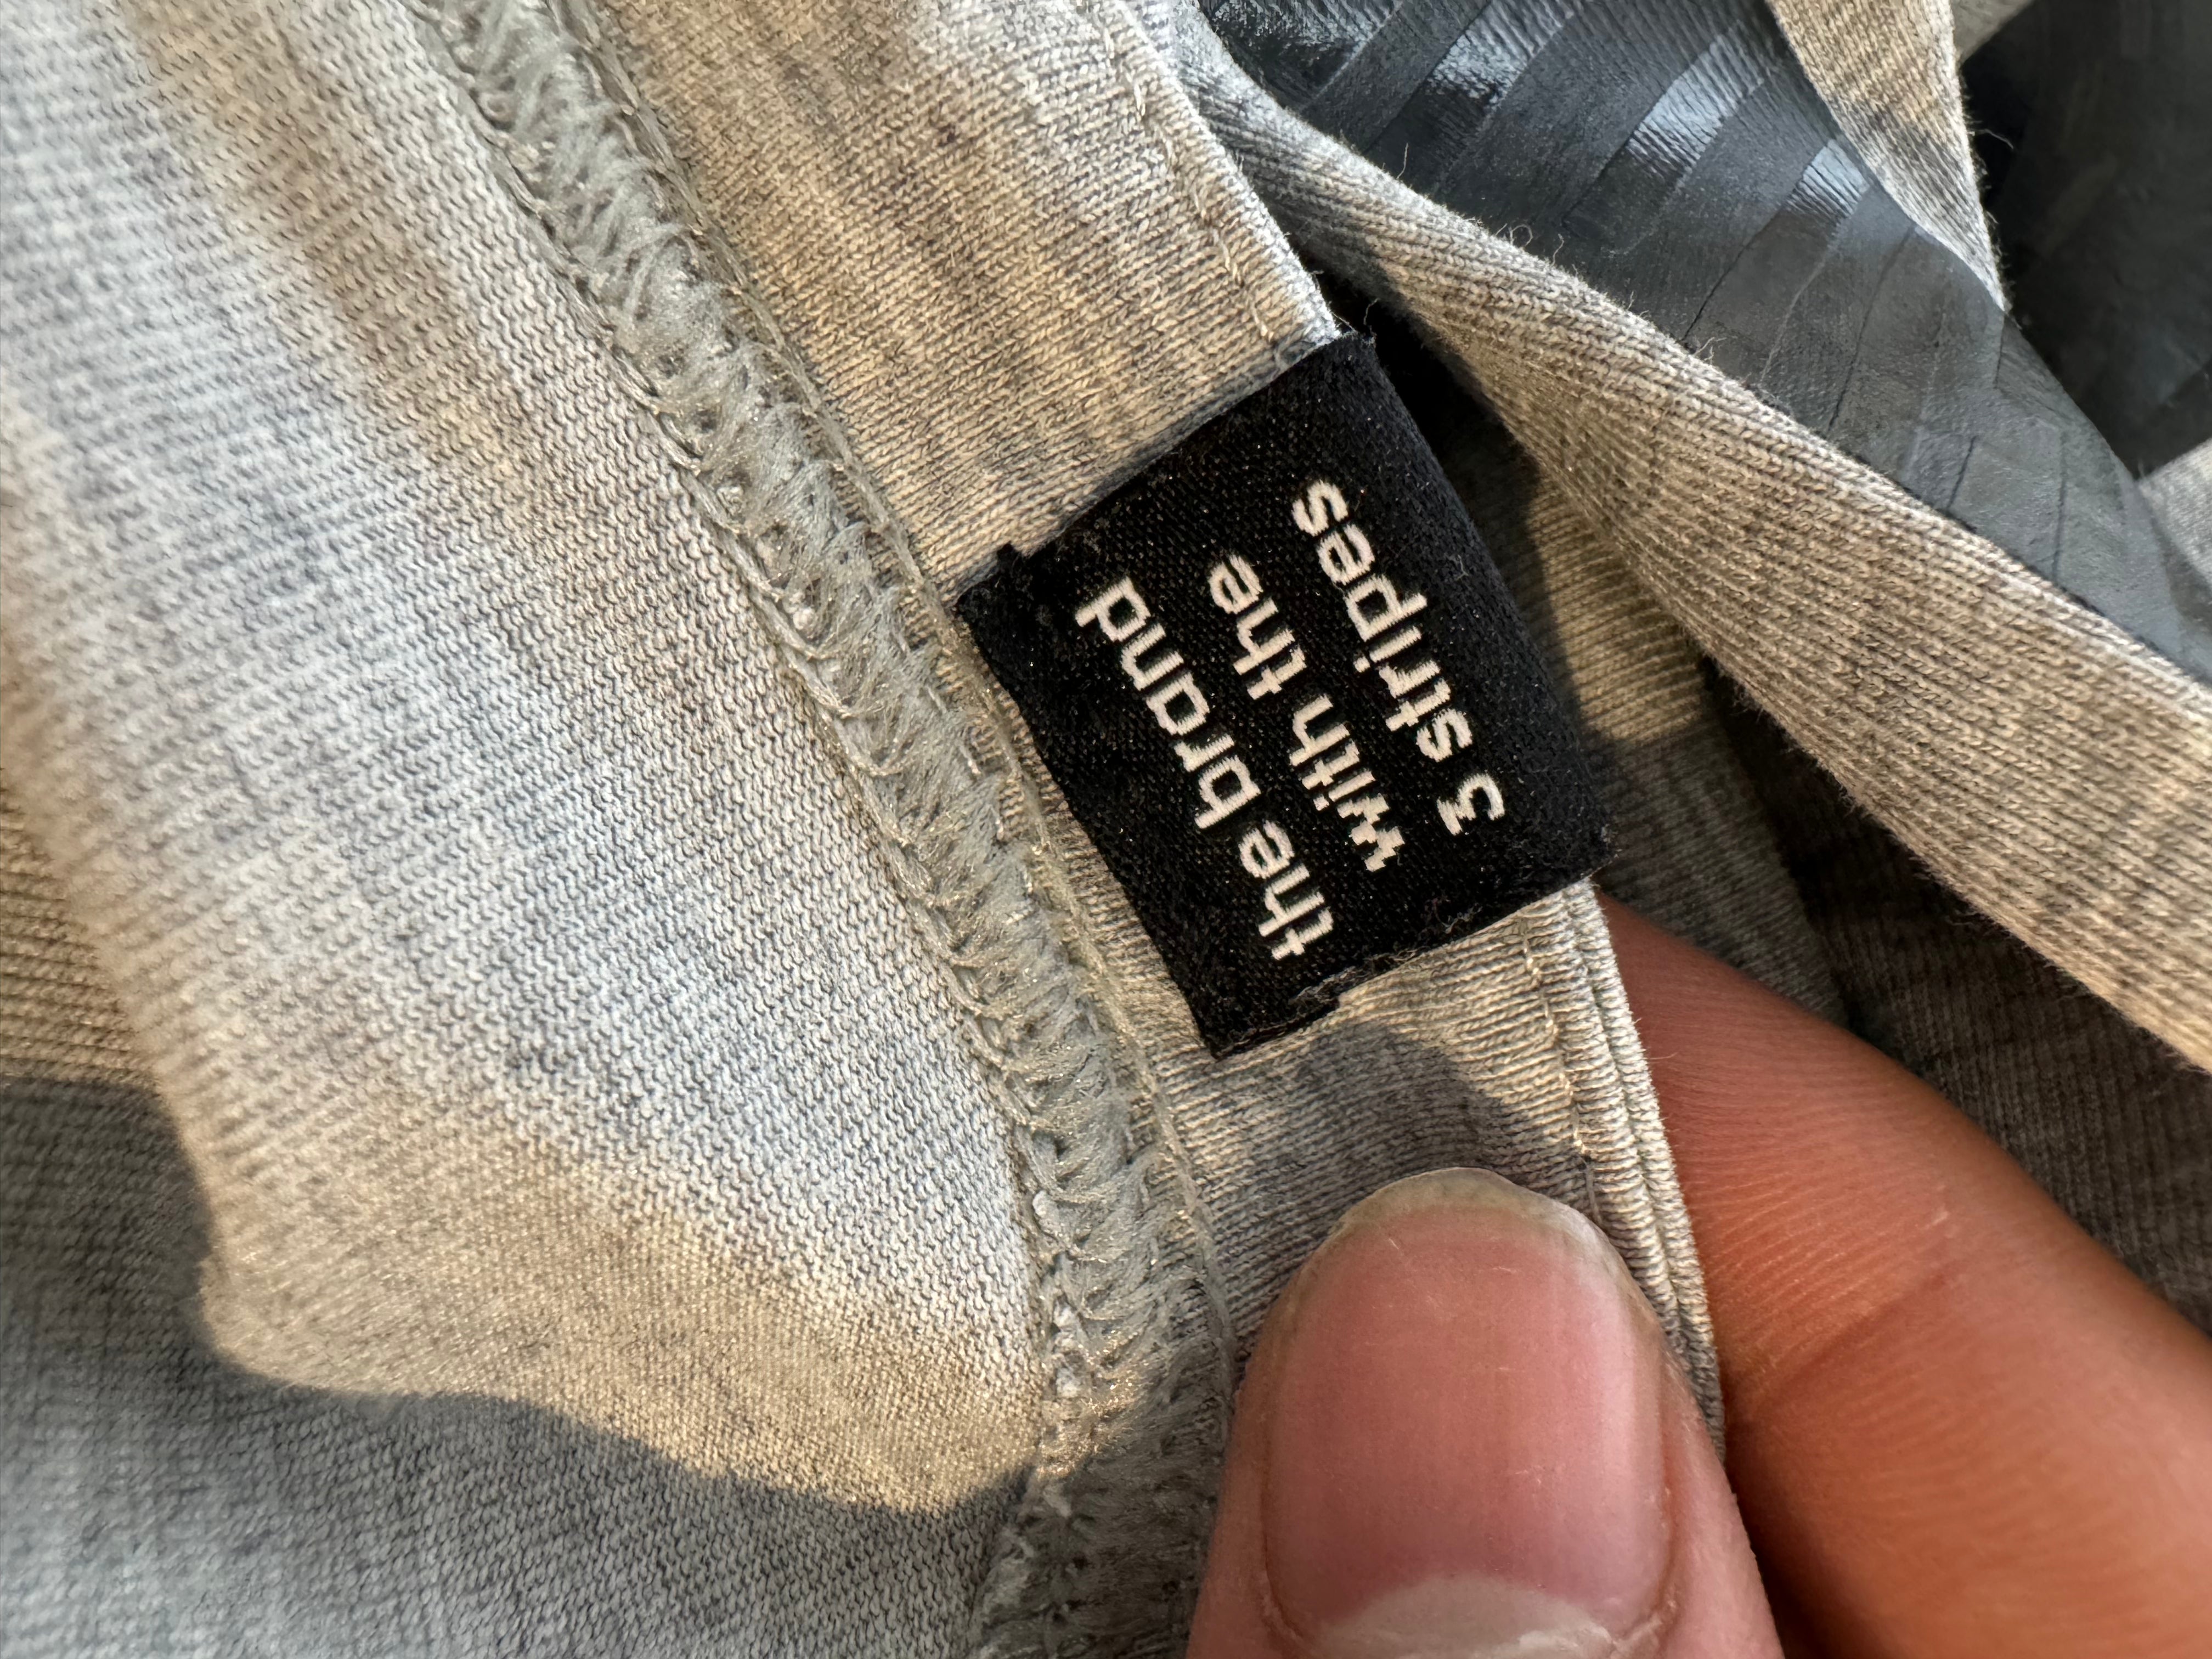 the brand
with the
3 stripes